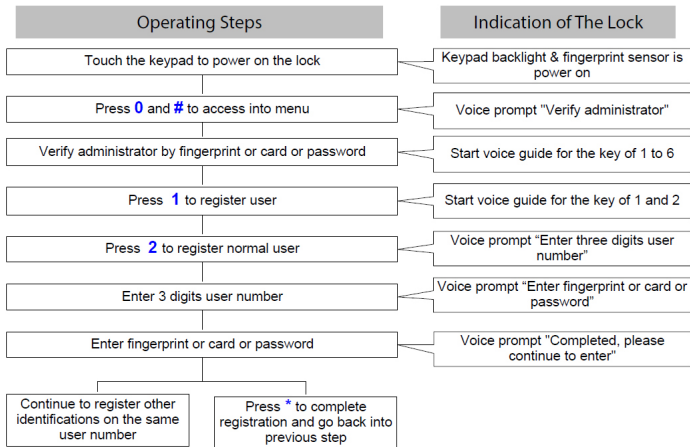 Operating Steps
Indication of The Lock
Touch the keypad to power on the lock
Keypad backlight & fingerprint sensor is
power on
Press 0 and # to access into menu
Voice prompt "Verify administrator"
Verify administrator by fingerprint or card or password
Start voice guide for the key of 1 to 6
Press 1 to register user
Start voice guide for the key of 1 and 2
Press 2 to register normal user
Voice prompt “Enter three digits user
number”
Enter 3 digits user number
Voice prompt “Enter fingerprint or card or
password”
Enter fingerprint or card or password
Voice prompt "Completed, please
continue to enter"
Continue to register other
identifications on the same
user number
Press * to complete
registration and go back into
previous step